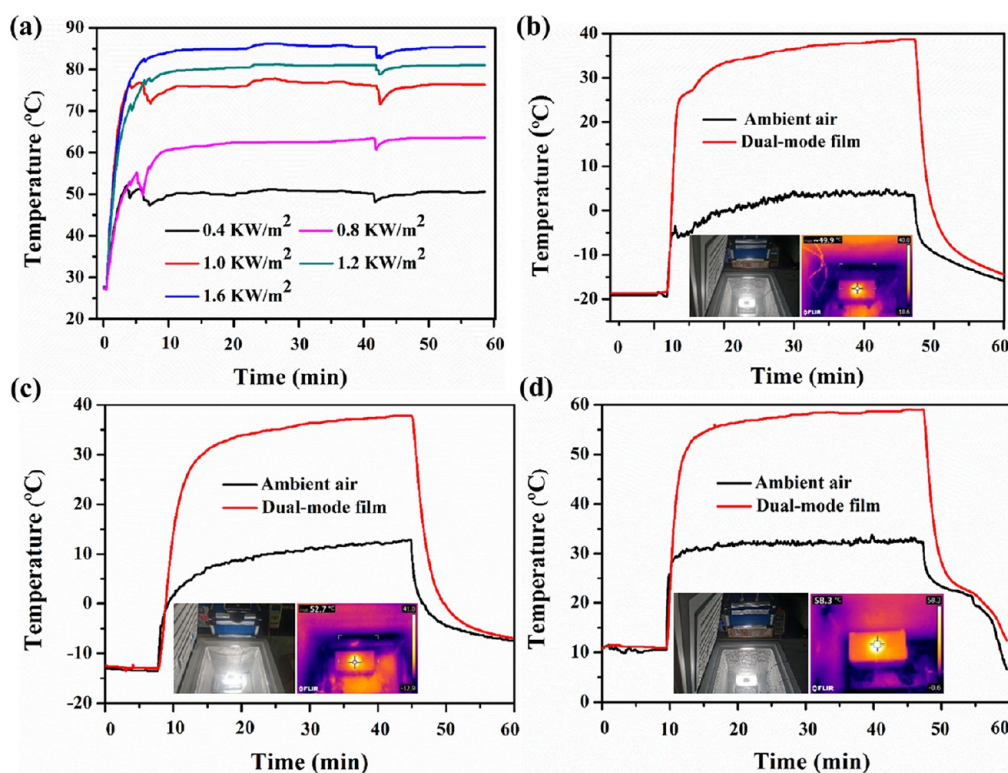 (a)
Temperature (°C)
90
80
70
60
50
40
30
20
0.4 KW/m²
0.8 KW/m²
1.0 KW/m²
1.2 KW/m²
1.6 KW/m²
0 10 20 30 40 50 60
Time (min)
(b)
Temperature (°C)
40
30
20
10
0
-10
-20
Ambient air
Dual-mode film
49.9 °C
40.0
FLIR
0 10 20 30 40 50 60
Time (min)
(c)
Temperature (°C)
40
30
20
10
0
-10
-20
Ambient air
Dual-mode film
52.7 °C
41.0
FLIR
0 10 20 30 40 50 60
Time (min)
(d)
Temperature (°C)
60
50
40
30
20
10
0
Ambient air
Dual-mode film
58.3 °C
FLIR
-0.6
0 10 20 30 40 50 60
Time (min)